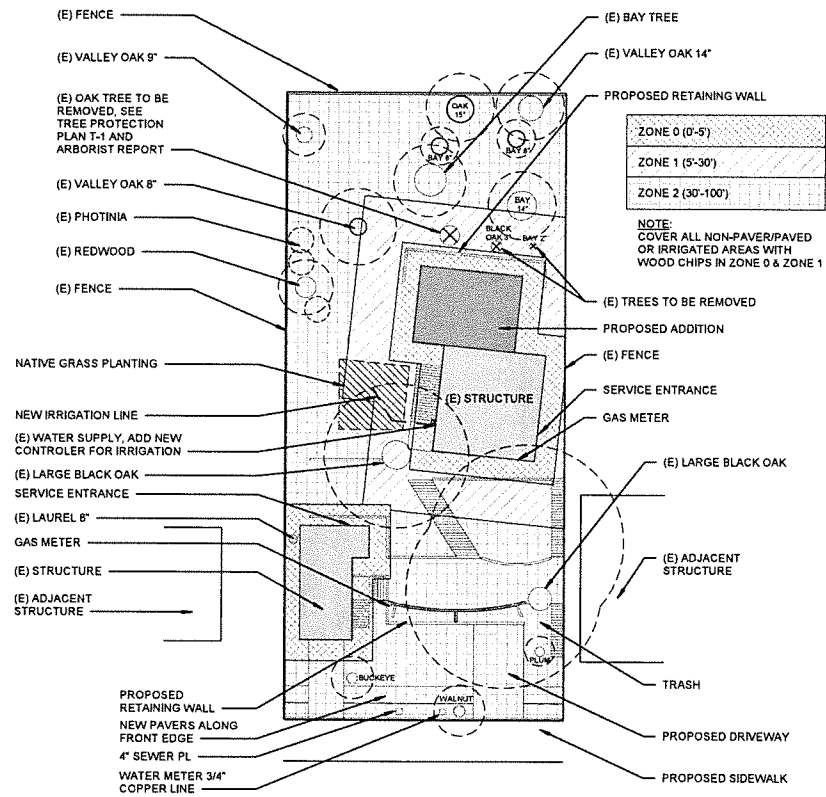 (E) FENCE
(E) VALLEY OAK 9"
(E) OAK TREE TO BE
REMOVED, SEE
TREE PROTECTION
PLAN T-1 AND
ARBORIST REPORT
(E) VALLEY OAK 8"
(E) PHOTINIA
(E) REDWOOD
(E) FENCE
NATIVE GRASS PLANTING
NEW IRRIGATION LINE
(E) WATER SUPPLY, ADD NEW
CONTROLER FOR IRRIGATION
(E) LARGE BLACK OAK
SERVICE ENTRANCE
(E) LAUREL 6"
GAS METER
(E) STRUCTURE
(E) ADJACENT
STRUCTURE
PROPOSED
RETAINING WALL
NEW PAVERS ALONG
FRONT EDGE
4" SEWER PL
WATER METER 3/4"
COPPER LINE
OAK
15"
BAY 8"
BAY 6"
BAY
14"
BLACK
OAK 3"
BAY 2"
(E) STRUCTURE
PLUM
BUCKEYE
WALNUT
(E) BAY TREE
(E) VALLEY OAK 14"
PROPOSED RETAINING WALL
ZONE 0 (0'-5')
ZONE 1 (5'-30')
ZONE 2 (30'-100')
NOTE:
COVER ALL NON-PAVER/PAVED
OR IRRIGATED AREAS WITH
WOOD CHIPS IN ZONE 0 & ZONE 1
(E) TREES TO BE REMOVED
PROPOSED ADDITION
(E) FENCE
SERVICE ENTRANCE
GAS METER
(E) LARGE BLACK OAK
(E) ADJACENT
STRUCTURE
TRASH
PROPOSED DRIVEWAY
PROPOSED SIDEWALK